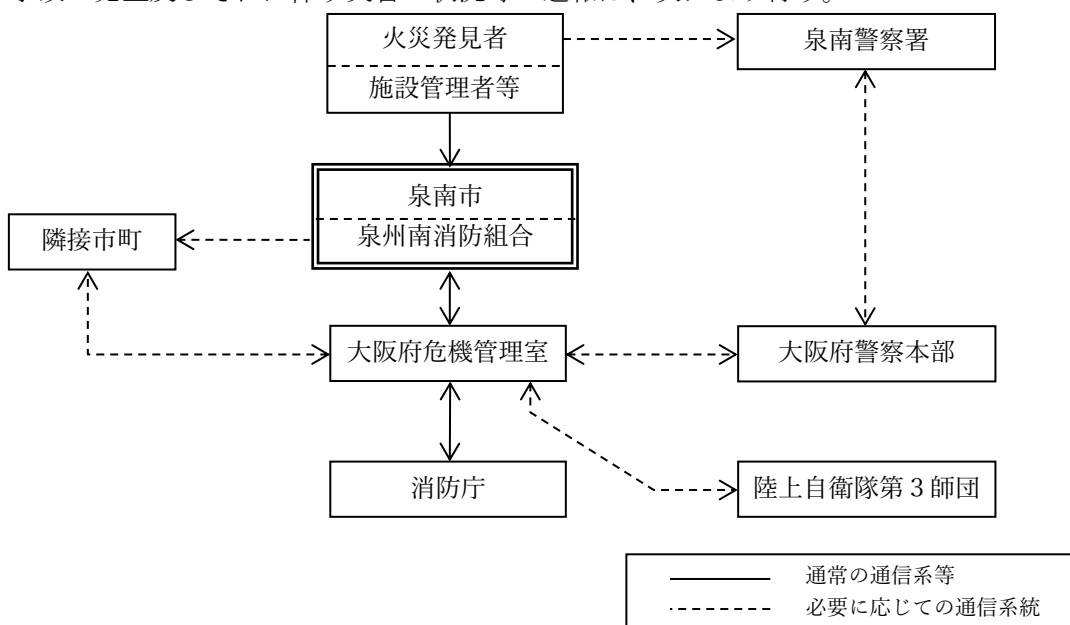 火災発見者
泉南警察署
施設管理者等
泉南市
泉州南消防組合
隣接市町
大阪府危機管理室
大阪府警察本部
消防庁
陸上自衛隊第３師団
通常の通信系等
必要に応じての通信系統